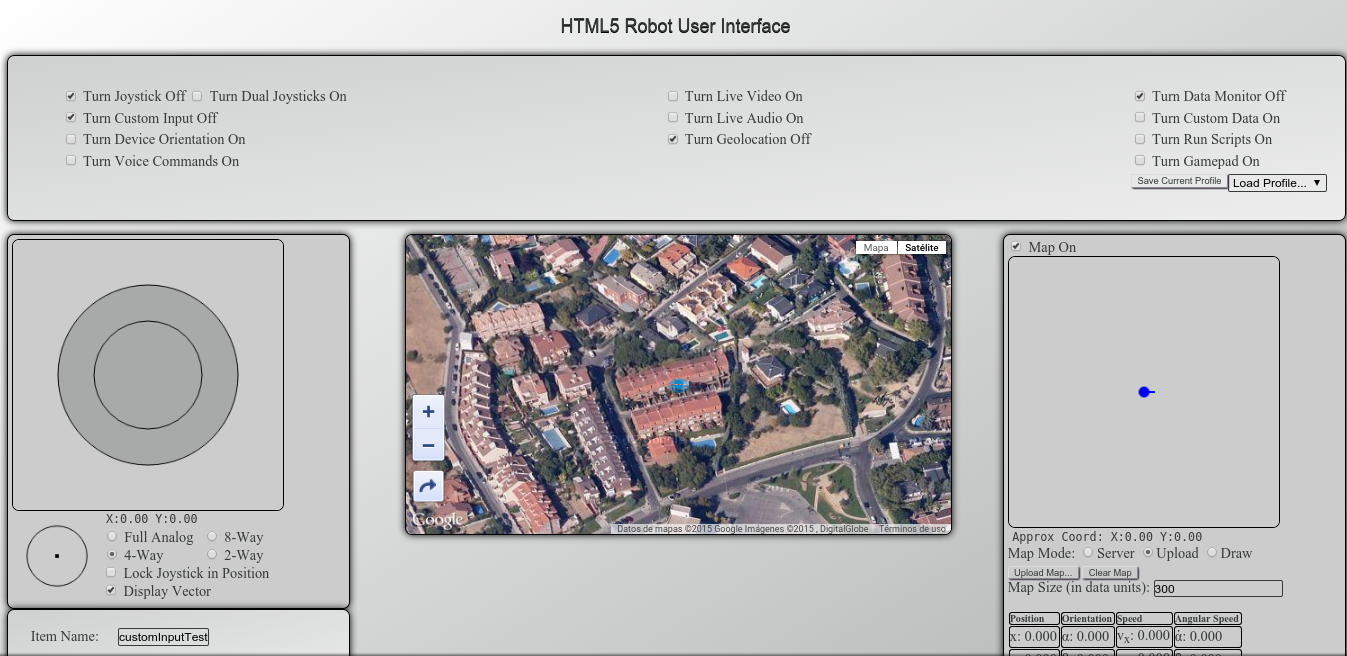 HTML5 Robot User Interface
Turn Joystick Off Turn Dual Joysticks On
Turn Custom Input Off
Turn Device Orientation On
Turn Voice Commands On
Turn Live Video On
Turn Live Audio On
Turn Geolocation Off
Turn Data Monitor Off
Turn Custom Data On
Turn Run Scripts On
Turn Gamepad On
Save Current Profile Load Profile...
X:0.00 Y:0.00
Full Analog 8-Way
4-Way 2-Way
Lock Joystick in Position
Display Vector
Item Name: customInputTest
Mapa Satélite
+
−
Google
Datos de mapas ©2015 Google Imágenes ©2015 , DigitalGlobe Términos de uso
Map On
Approx Coord: X:0.00 Y:0.00
Map Mode: Server Upload Draw
Upload Map... Clear Map
Map Size (in data units): 300
Position Orientation Speed Angular Speed
x: 0.000 α: 0.000 vx: 0.000 α̇: 0.000